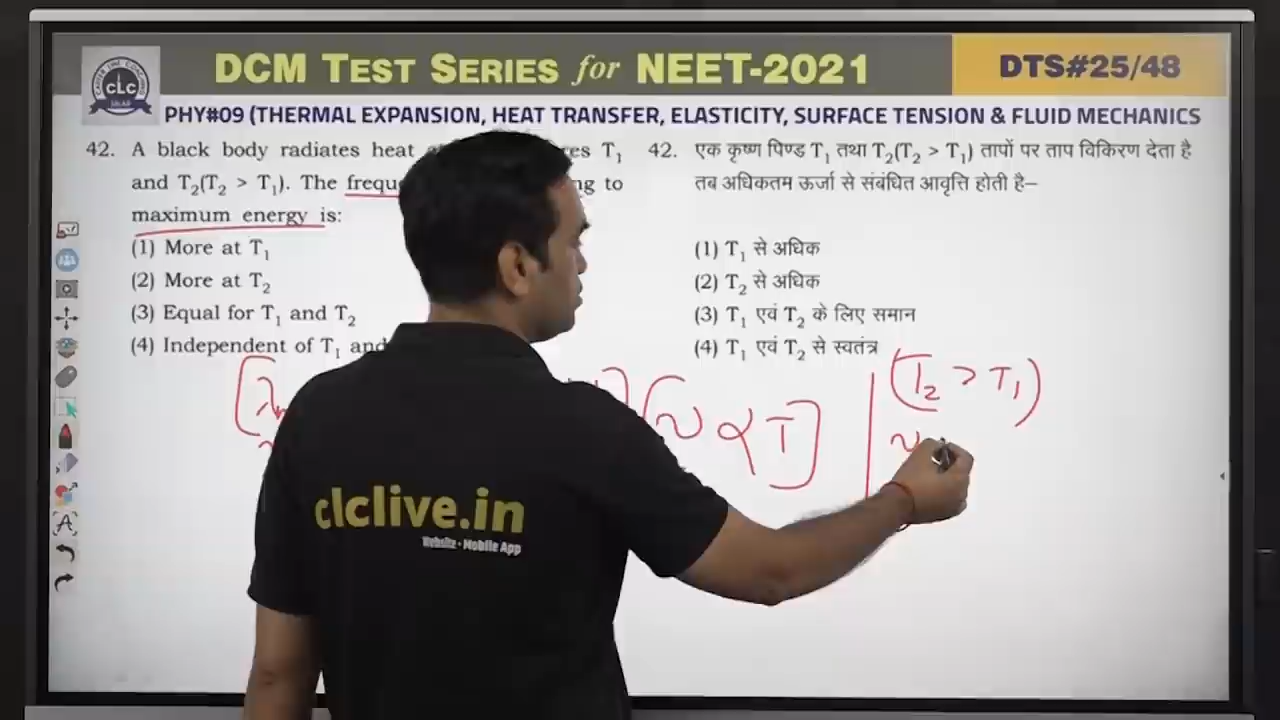 DCM TEST SERIES for NEET-2021
DTS#25/48
CLC
PHY#09 (THERMAL EXPANSION, HEAT TRANSFER, ELASTICITY, SURFACE TENSION & FLUID MECHANICS
42. A black body radiates heat T₁
and T₂(T₂ > T₁). The to
maximum energy is:
(1) More at T₁
(2) More at T₂
(3) Equal for T₁ and T₂
(4) Independent of T₁ and
42. एक कृष्ण पिण्ड T₁ तथा T₂(T₂ > T₁) तापों पर ताप विकिरण देता है
तब अधिकतम ऊर्जा से संबंधित आवृत्ति होती है–
(1) T₁ से अधिक
(2) T₂ से अधिक
(3) T₁ एवं T₂ के लिए समान
(4) T₁ एवं T₂ से स्वतंत्र
ν ∝ T]
(T₂ > T₁)
clclive.in
Website • Mobile App